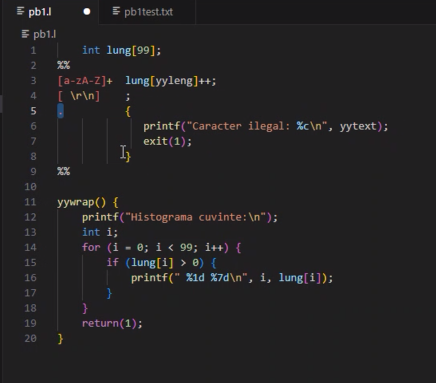 pb1.l pb1test.txt
pb1.l
1 int lung[99];
2 %%
3 [a-zA-Z]+ lung[yyleng]++;
4 [ \r\n] ;
5 . {
6 printf("Caracter ilegal: %c\n", yytext);
7 exit(1);
8 }
9 %%
10
11 yywrap() {
12 printf("Histograma cuvinte:\n");
13 int i;
14 for (i = 0; i < 99; i++) {
15 if (lung[i] > 0) {
16 printf(" %1d %7d\n", i, lung[i]);
17 }
18 }
19 return(1);
20 }